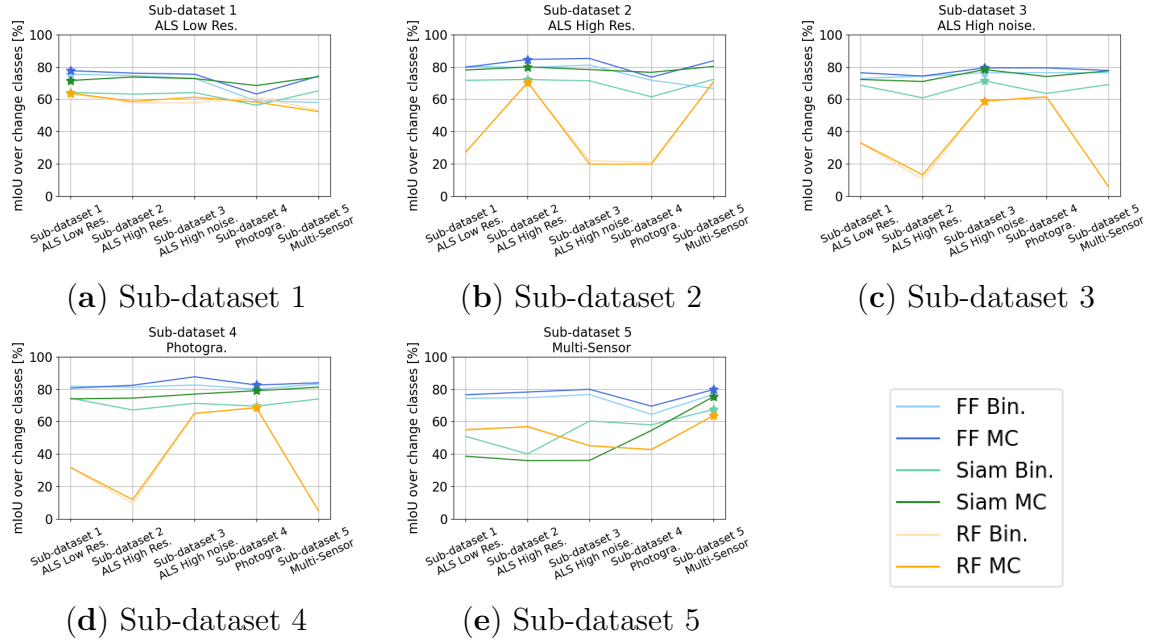 Sub-dataset 1
ALS Low Res.
mIoU over change classes [%]
100
80
60
40
20
0
Sub-dataset 1
ALS Low Res.
Sub-dataset 2
ALS High Res.
Sub-dataset 3
ALS High noise.
Sub-dataset 4
Photogra.
Sub-dataset 5
Multi-Sensor
(a) Sub-dataset 1
Sub-dataset 2
ALS High Res.
mIoU over change classes [%]
100
80
60
40
20
0
Sub-dataset 1
ALS Low Res.
Sub-dataset 2
ALS High Res.
Sub-dataset 3
ALS High noise.
Sub-dataset 4
Photogra.
Sub-dataset 5
Multi-Sensor
(b) Sub-dataset 2
Sub-dataset 3
ALS High noise.
mIoU over change classes [%]
100
80
60
40
20
0
Sub-dataset 1
ALS Low Res.
Sub-dataset 2
ALS High Res.
Sub-dataset 3
ALS High noise.
Sub-dataset 4
Photogra.
Sub-dataset 5
Multi-Sensor
(c) Sub-dataset 3
Sub-dataset 4
Photogra.
mIoU over change classes [%]
100
80
60
40
20
0
Sub-dataset 1
ALS Low Res.
Sub-dataset 2
ALS High Res.
Sub-dataset 3
ALS High noise.
Sub-dataset 4
Photogra.
Sub-dataset 5
Multi-Sensor
(d) Sub-dataset 4
Sub-dataset 5
Multi-Sensor
mIoU over change classes [%]
100
80
60
40
20
0
Sub-dataset 1
ALS Low Res.
Sub-dataset 2
ALS High Res.
Sub-dataset 3
ALS High noise.
Sub-dataset 4
Photogra.
Sub-dataset 5
Multi-Sensor
(e) Sub-dataset 5
FF Bin.
FF MC
Siam Bin.
Siam MC
RF Bin.
RF MC